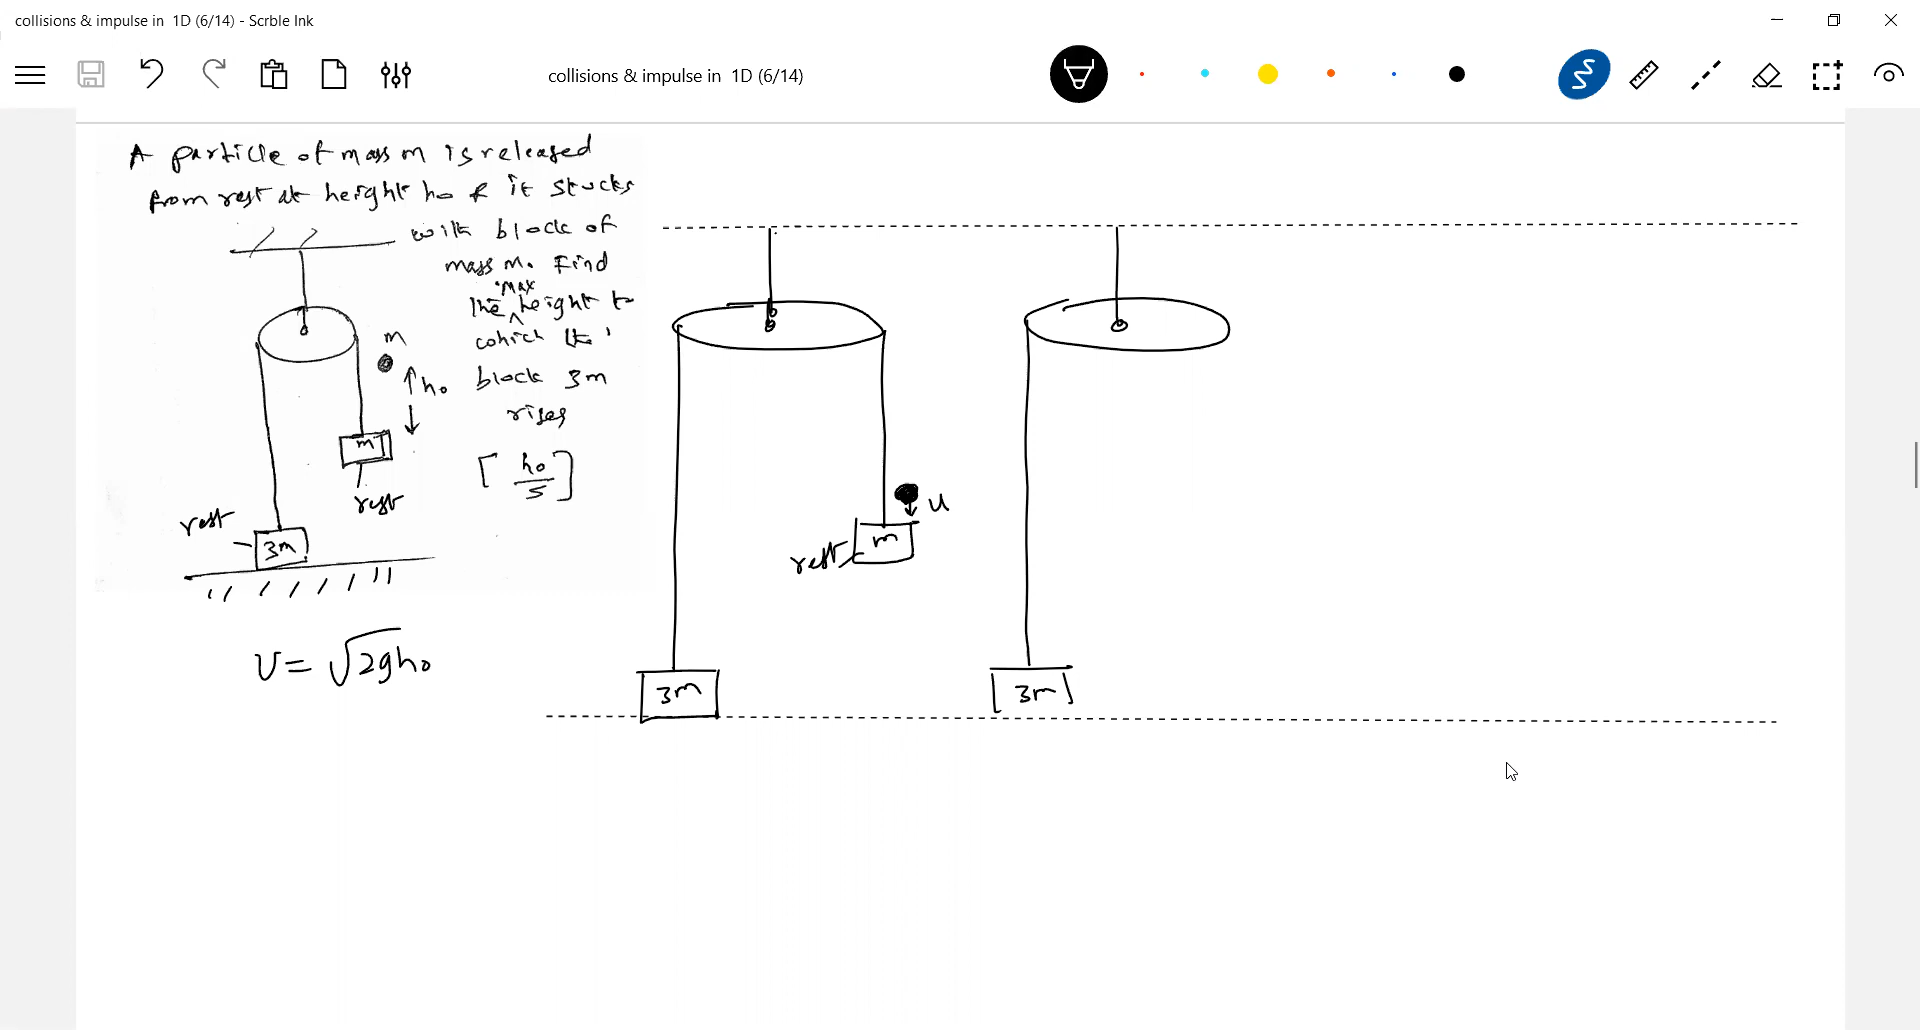 collisions & impulse in 1D (6/14) - Scrble Ink
collisions & impulse in 1D (6/14)
A particle of mass m is released
from rest at height h₀ & it stucks
with block of
mass m. Find
max
the height to
which the
block 3m
rises
[h₀/5]
m
h₀
m
rest
rest
3m
u
m
rest
3m
3m
v = √2gh₀